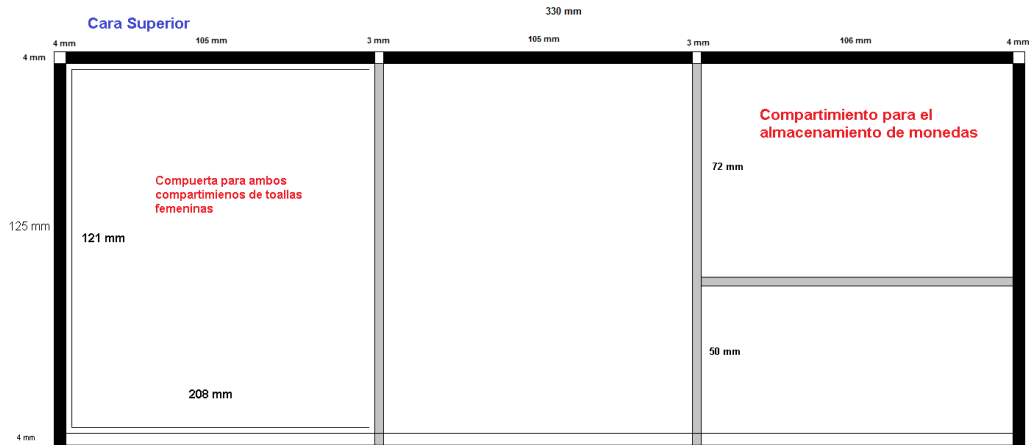 330 mm
Cara Superior
4 mm
105 mm
3 mm
105 mm
3 mm
106 mm
4 mm
4 mm
Compartimiento para el
almacenamiento de monedas
72 mm
Compuerta para ambos
compartimienos de toallas
femeninas
125 mm
121 mm
50 mm
208 mm
4 mm